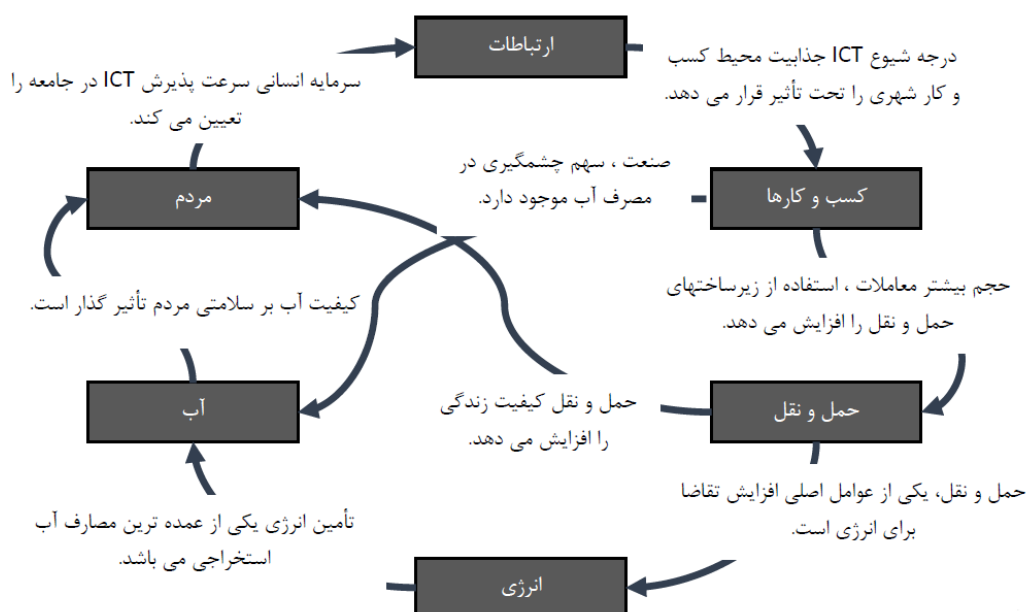 ارتباطات
درجه شیوع ICT جذابیت محیط کسب
و کار شهری را تحت تأثیر قرار می دهد.
سرمایه انسانی سرعت پذیرش ICT در جامعه را
تعیین می کند.
صنعت ، سهم چشمگیری در
مصرف آب موجود دارد.
کسب و کارها
مردم
حجم بیشتر معاملات ، استفاده از زیرساختهای
حمل و نقل را افزایش می دهد.
کیفیت آب بر سلامتی مردم تأثیر گذار است.
حمل و نقل
حمل و نقل کیفیت زندگی
را افزایش می دهد.
آب
حمل و نقل، یکی از عوامل اصلی افزایش تقاضا
برای انرژی است.
تأمین انرژی یکی از عمده ترین مصارف آب
استخراجی می باشد.
انرژی